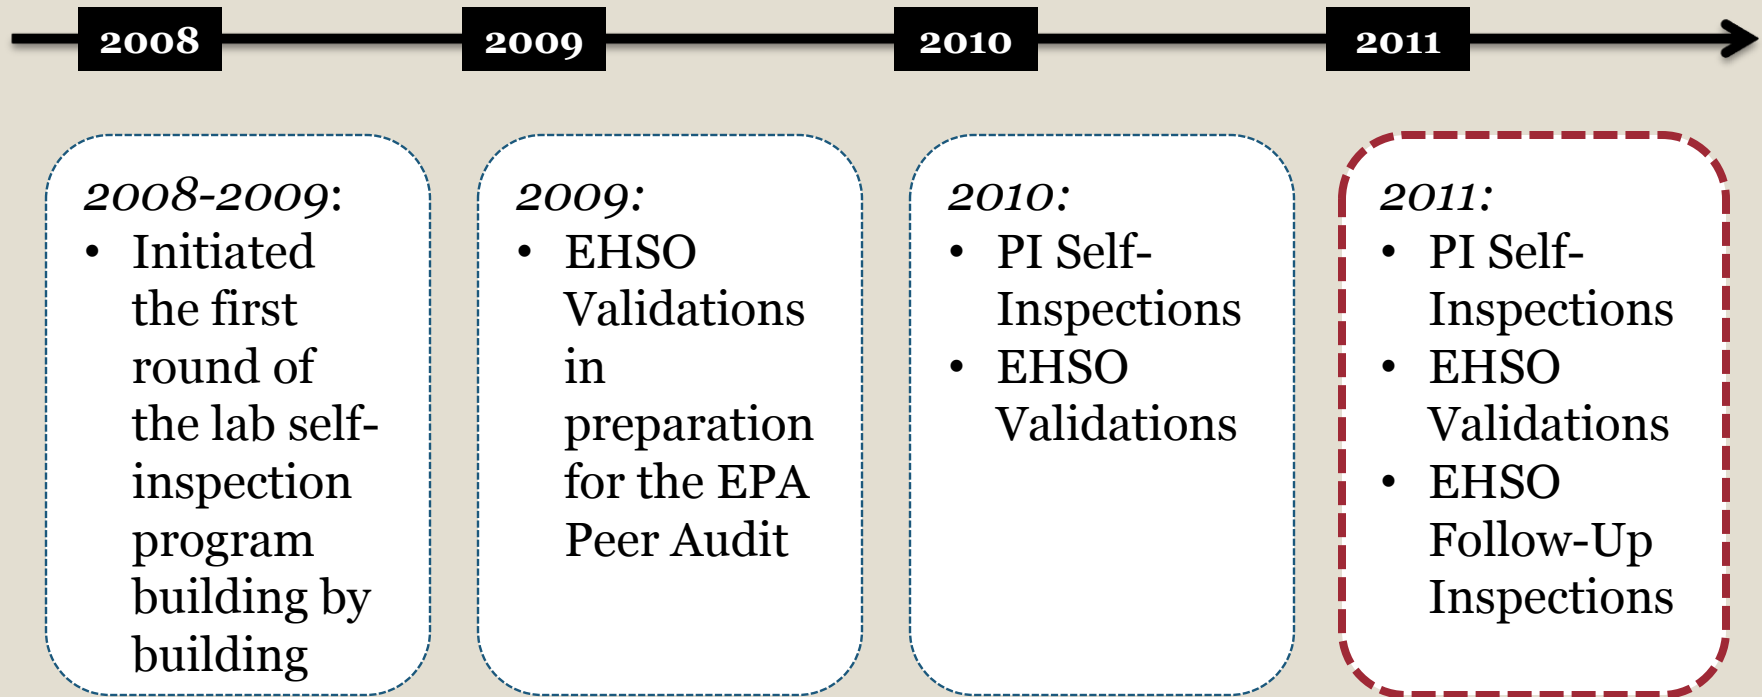 2008
2009
2010
2011
2008-2009:
• Initiated
the first
round of
the lab self-
inspection
program
building by
building
2009:
• EHSO
Validations
in
preparation
for the EPA
Peer Audit
2010:
• PI Self-
Inspections
• EHSO
Validations
2011:
• PI Self-
Inspections
• EHSO
Validations
• EHSO
Follow-Up
Inspections